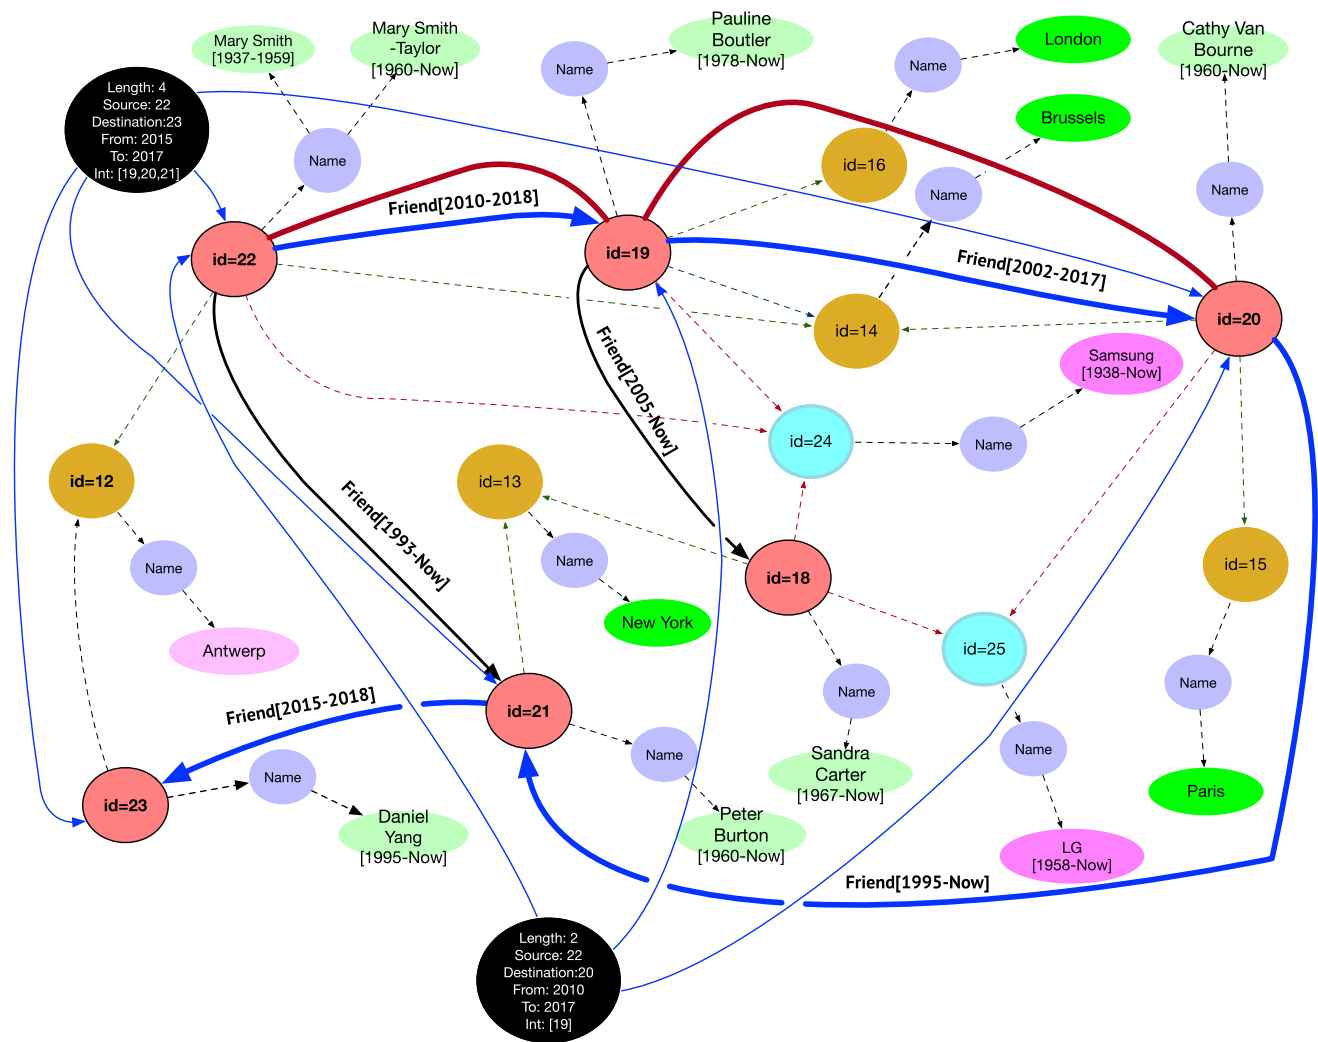 Mary Smith
[1937-1959]
Mary Smith
-Taylor
[1960-Now]
Pauline
Boutler
[1978-Now]
London
Cathy Van
Bourne
[1960-Now]
Name
Name
Length: 4
Source: 22
Destination:23
From: 2015
To: 2017
Int: [19,20,21]
Brussels
Name
id=16
Name
Name
Friend[2010-2018]
id=22
id=19
Friend[2002-2017]
id=20
id=14
Samsung
[1938-Now]
Friend[2005-Now]
id=24
Name
id=12
id=13
Friend[1993-Now]
Name
Name
id=18
id=15
New York
Antwerp
id=25
Name
Name
Friend[2015-2018]
id=21
Name
Name
Name
id=23
Sandra
Carter
[1967-Now]
Paris
Daniel
Yang
[1995-Now]
Peter
Burton
[1960-Now]
LG
[1958-Now]
Friend[1995-Now]
Length: 2
Source: 22
Destination:20
From: 2010
To: 2017
Int: [19]